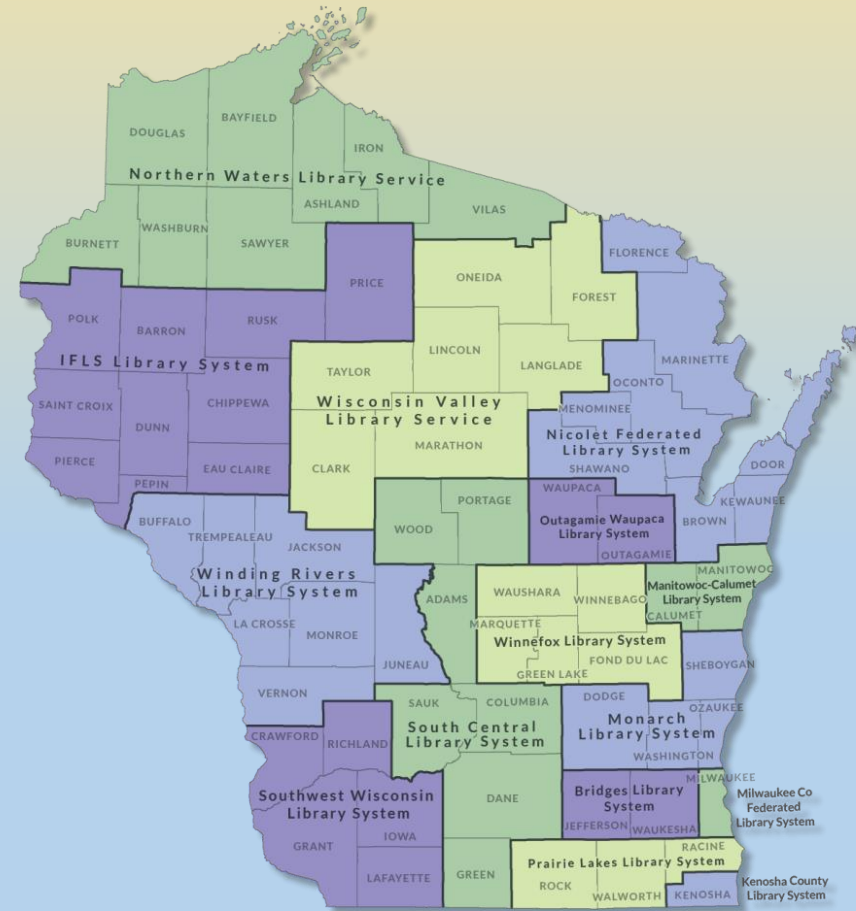 DOUGLAS
BAYFIELD
IRON
Northern Waters Library Service
ASHLAND
VILAS
WASHBURN
BURNETT
SAWYER
FLORENCE
PRICE
ONEIDA
FOREST
POLK
BARRON
RUSK
IFLS Library System
LINCOLN
LANGLADE
MARINETTE
TAYLOR
OCONTO
Wisconsin Valley
Library Service
SAINT CROIX
CHIPPEWA
DUNN
MENOMINEE
Nicolet Federated
Library System
MARATHON
PIERCE
EAU CLAIRE
CLARK
SHAWANO
DOOR
PEPIN
WAUPACA
PORTAGE
KEWAUNEE
BUFFALO
TREMPEALEAU
JACKSON
WOOD
Outagamie Waupaca
Library System
BROWN
OUTAGAMIE
Winding Rivers
Library System
MANITOWOC
Manitowoc-Calumet
Library System
CALUMET
ADAMS
WAUSHARA
WINNEBAGO
LA CROSSE
MONROE
MARQUETTE
Winnefox Library System
JUNEAU
FOND DU LAC
GREEN LAKE
SHEBOYGAN
VERNON
SAUK
COLUMBIA
DODGE
OZAUKEE
Monarch
Library System
WASHINGTON
South Central
Library System
CRAWFORD
RICHLAND
MILWAUKEE
Milwaukee Co
Federated
Library System
Bridges Library
System
JEFFERSON
WAUKESHA
Southwest Wisconsin
Library System
DANE
IOWA
GRANT
RACINE
Prairie Lakes Library System
LAFAYETTE
GREEN
ROCK
WALWORTH
KENOSHA
Kenosha County
Library System